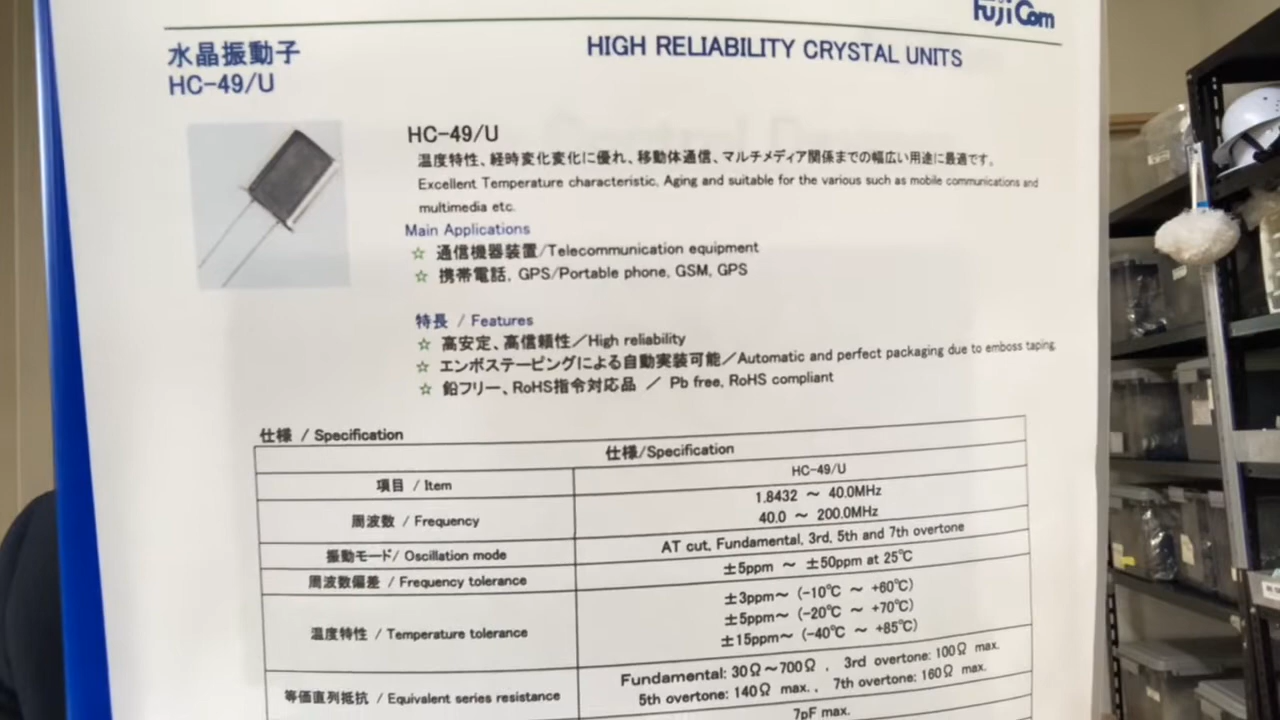 Fuji Com
水晶振動子
HC-49/U
HIGH RELIABILITY CRYSTAL UNITS
HC-49/U
温度特性、経時変化変化に優れ、移動体通信、マルチメディア関係までの幅広い用途に最適です。
Excellent Temperature characteristic, Aging and suitable for the various such as mobile communications and
multimedia etc.
Main Applications
☆ 通信機器装置/Telecommunication equipment
☆ 携帯電話, GPS/Portable phone, GSM, GPS
特長 / Features
☆ 高安定、高信頼性/High reliability
☆ エンボステーピングによる自動実装可能/Automatic and perfect packaging due to emboss taping.
☆ 鉛フリー、RoHS指令対応品 / Pb free, RoHS compliant
仕様 / Specification
仕様/Specification
項目 / Item
HC-49/U
周波数 / Frequency
1.8432 ~ 40.0MHz
40.0 ~ 200.0MHz
振動モード/ Oscillation mode
AT cut, Fundamental, 3rd, 5th and 7th overtone
周波数偏差 / Frequency tolerance
±5ppm ~ ±50ppm at 25℃
温度特性 / Temperature tolerance
±3ppm~ (-10℃ ~ +60℃)
±5ppm~ (-20℃ ~ +70℃)
±15ppm~ (-40℃ ~ +85℃)
等価直列抵抗 / Equivalent series resistance
Fundamental: 30Ω~700Ω , 3rd overtone: 100Ω max.
5th overtone: 140Ω max. , 7th overtone: 160Ω max.
7pF max.